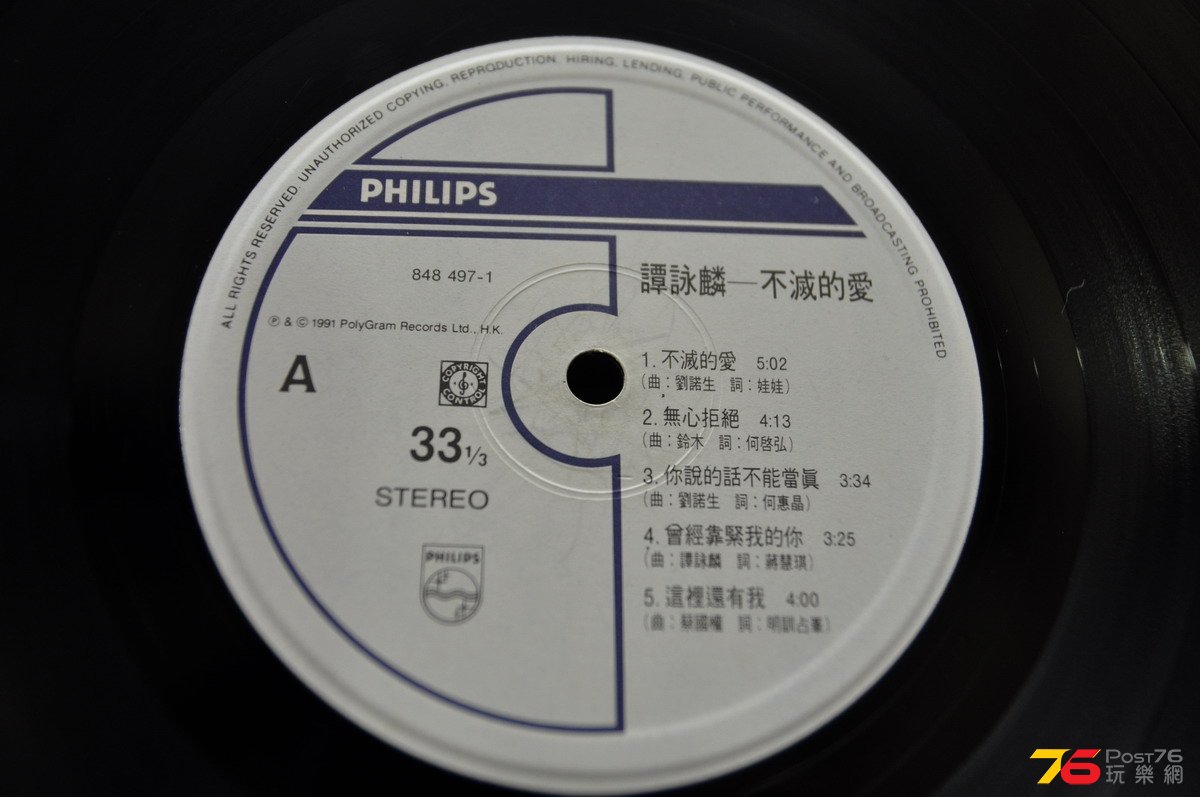 ALL RIGHTS RESERVED. UNAUTHORIZED COPYING, REPRODUCTION, HIRING, LENDING, PUBLIC PERFORMANCE AND BROADCASTING PROHIBITED
PHILIPS
848 497-1
℗ & © 1991 PolyGram Records Ltd., H.K.
A
COPYRIGHT CONTROL
33 1/3
STEREO
PHILIPS
譚詠麟—不滅的愛
1. 不滅的愛 5:02
(曲:劉諾生 詞:娃娃)
2. 無心拒絕 4:13
(曲:鈴木 詞:何啓弘)
3. 你說的話不能當眞 3:34
(曲:劉諾生 詞:何惠晶)
4. 曾經靠緊我的你 3:25
(曲:譚詠麟 詞:蔣慧琪)
5. 這裡還有我 4:00
(曲:蔡國權 詞:明訓占峯)
76 POST76
玩樂網